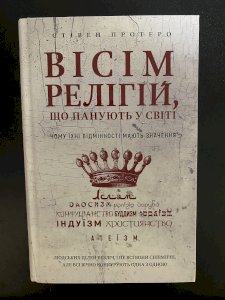 СТІВЕН ПРОТЕРО
ВІСІМ
РЕЛІГІЙ,
ЩО ПАНУЮТЬ У СВІТІ
ЧОМУ ЇХНІ ВІДМІННОСТІ МАЮТЬ ЗНАЧЕННЯ
Іслам
ДАОСИЗМ релігія йоруба
КОНФУЦІАНСТВО БУДДИЗМ ЮДАЇЗМ
ІНДУЇЗМ ХРИСТИЯНСТВО
АТЕЇЗМ